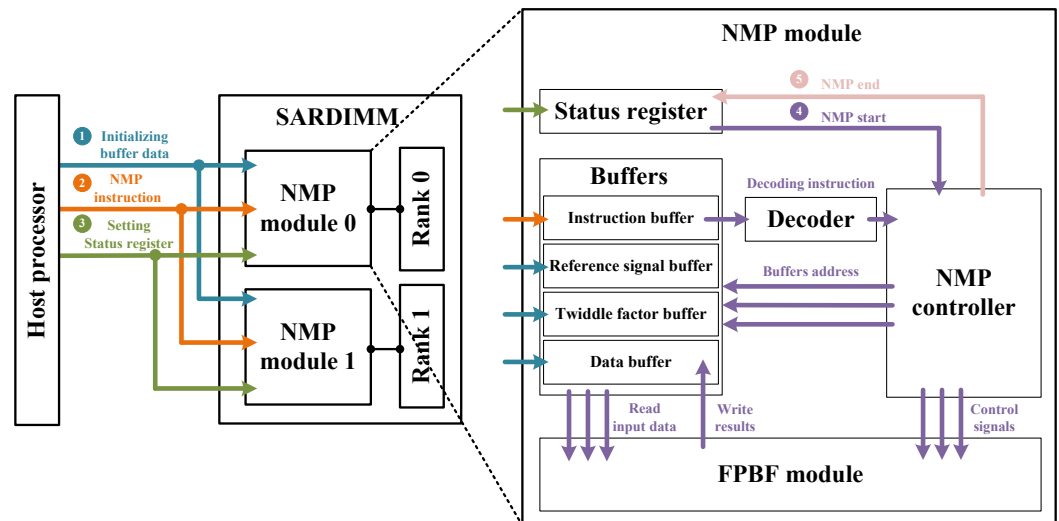 Host processor
1 Initializing
buffer data
2 NMP
instruction
3 Setting
Status register
SARDIMM
NMP
module 0
Rank 0
NMP
module 1
Rank 1
NMP module
Status register
5 NMP end
4 NMP start
Buffers
Instruction buffer
Reference signal buffer
Twiddle factor buffer
Data buffer
Decoding instruction
Decoder
Buffers address
NMP
controller
Read
input data
Write
results
Control
signals
FPBF module